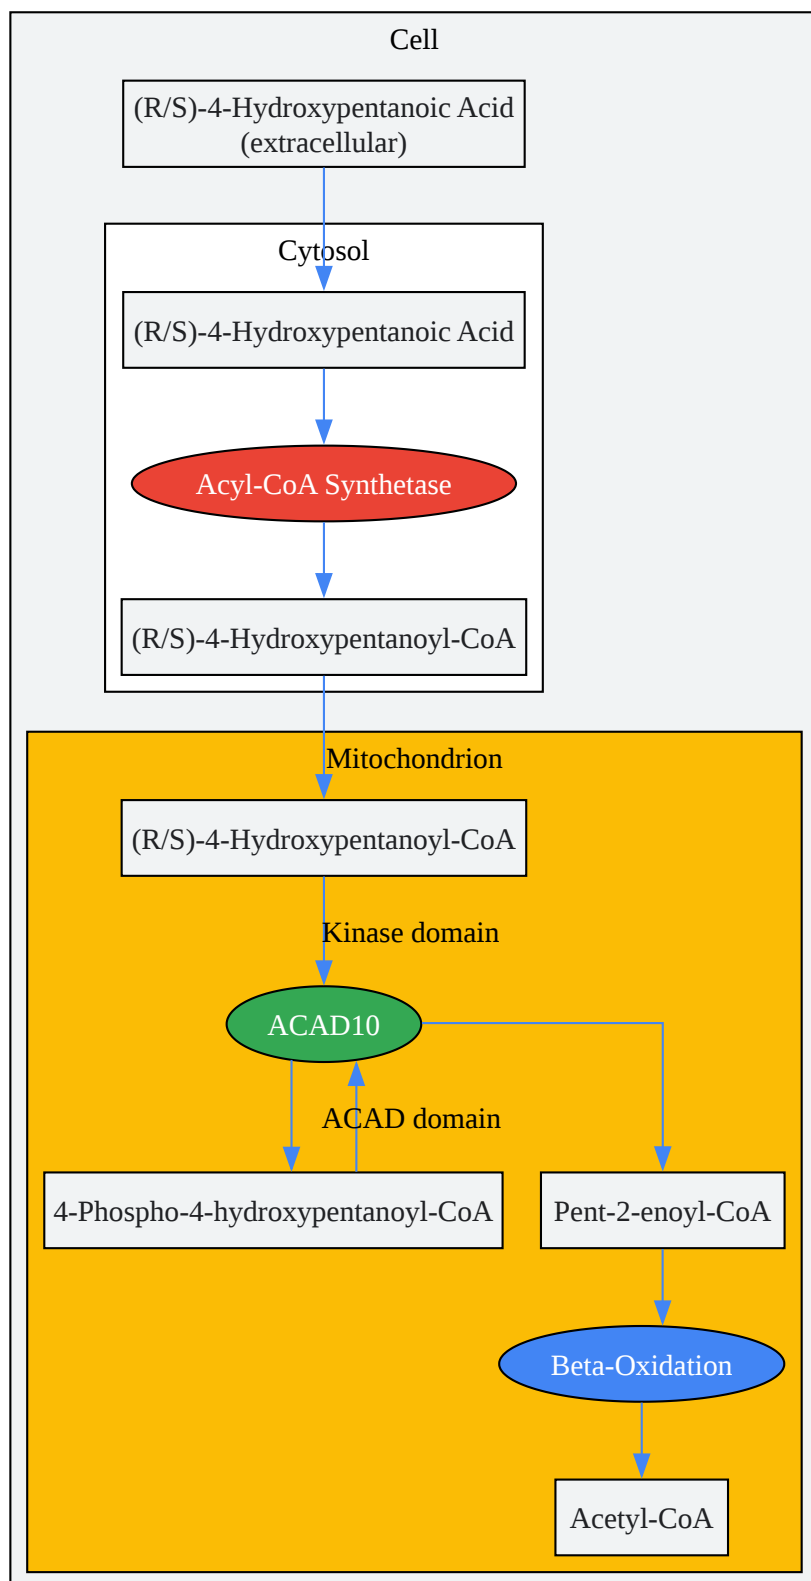 Cell
(R/S)-4-Hydroxypentanoic Acid
(extracellular)
Cytosol
(R/S)-4-Hydroxypentanoic Acid
Acyl-CoA Synthetase
(R/S)-4-Hydroxypentanoyl-CoA
Mitochondrion
(R/S)-4-Hydroxypentanoyl-CoA
Kinase domain
ACAD10
ACAD domain
4-Phospho-4-hydroxypentanoyl-CoA
Pent-2-enoyl-CoA
Beta-Oxidation
Acetyl-CoA